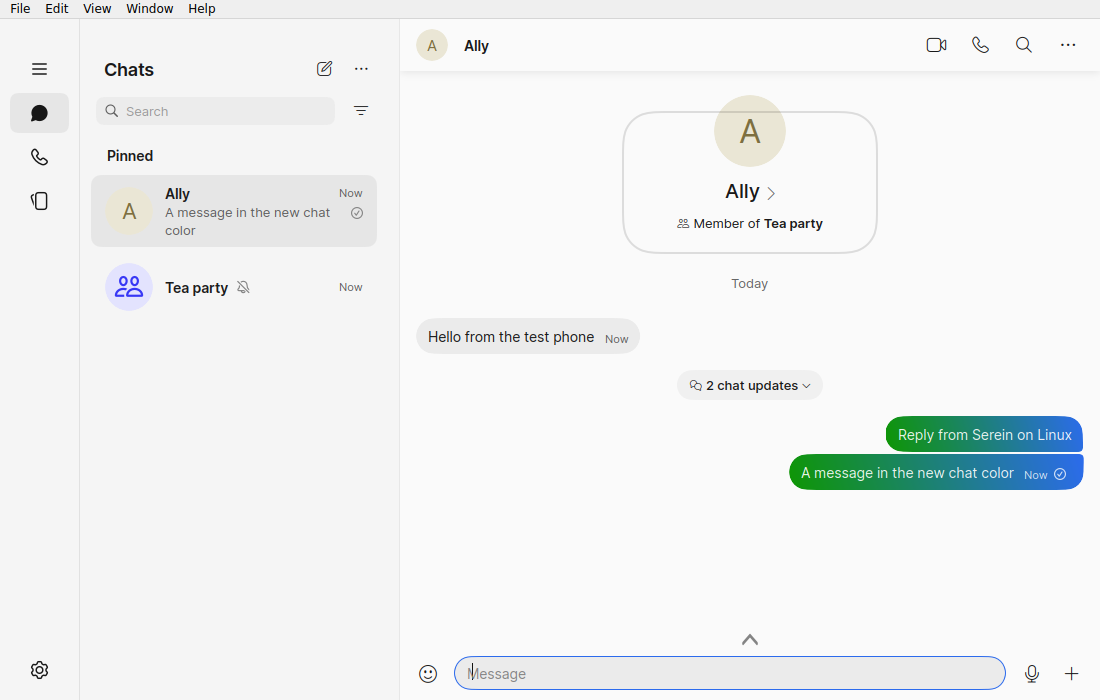 File Edit View Window Help
Chats
Search
Pinned
Ally Now
A message in the new chat
color
Tea party Now
A Ally
A
Ally
Member of Tea party
Today
Hello from the test phone Now
2 chat updates
Reply from Serein on Linux
A message in the new chat color Now
Message
A